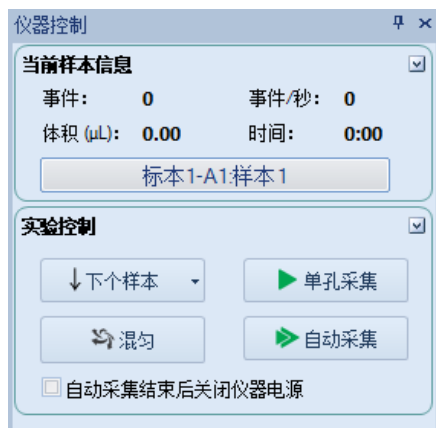 仪器控制
当前样本信息
事件： 0 事件/秒： 0
体积 (μL)： 0.00 时间： 0:00
标本1-A1:样本1
实验控制
下个样本 单孔采集
混匀 自动采集
自动采集结束后关闭仪器电源